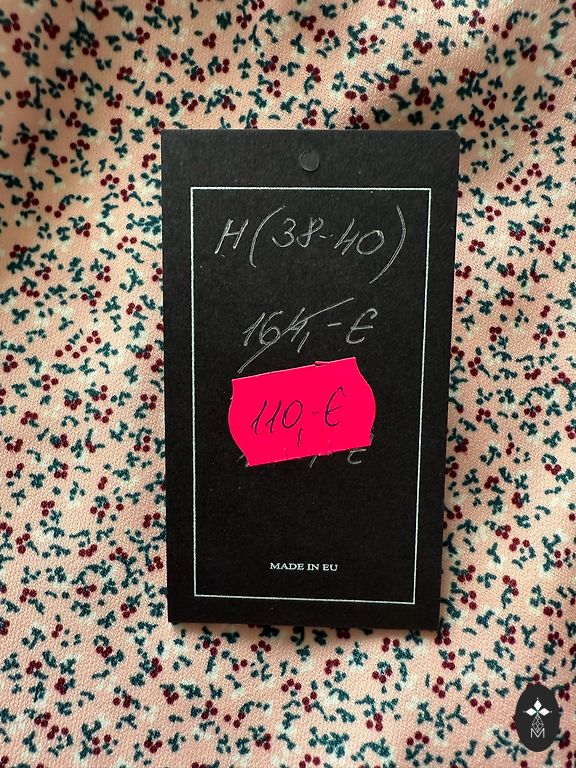 H (38-40)
164,-€
110,-€
€
MADE IN EU